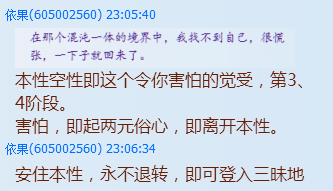 依果(605002560) 23:05:40
在那个混沌一体的境界中，我找不到自己，很慌
张，一下子就回来了。
本性空性即这个令你害怕的觉受，第3、
4阶段。
害怕，即起两元俗心，即离开本性。
依果(605002560) 23:06:34
安住本性，永不退转，即可登入三昧地